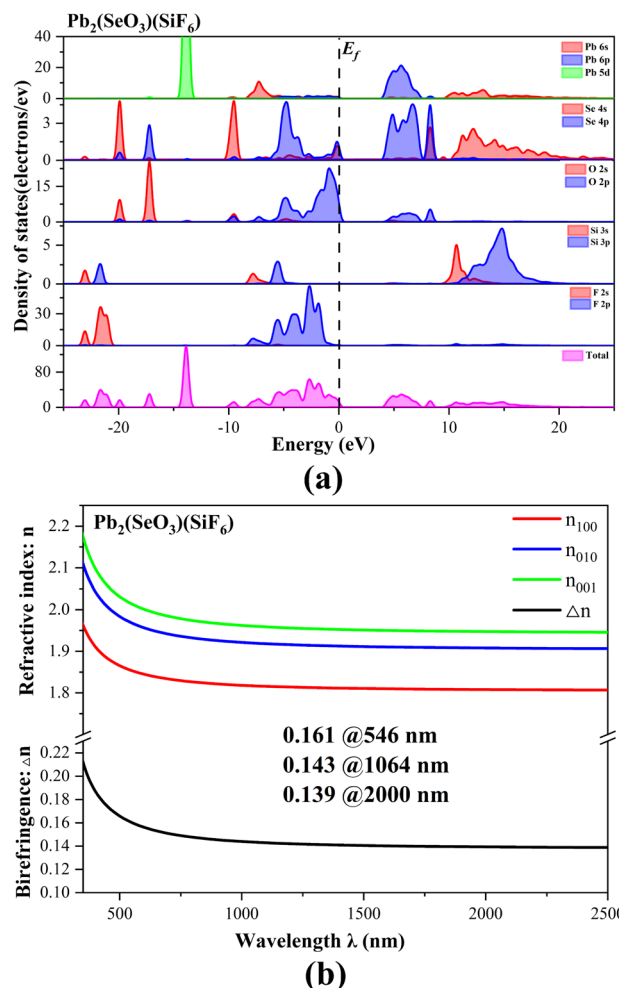 Pb₂(SeO₃)(SiF₆)
40
20
0
3
0
15
0
5
0
30
0
80
0
E_f
Pb 6s
Pb 6p
Pb 5d
Se 4s
Se 4p
O 2s
O 2p
Si 3s
Si 3p
F 2s
F 2p
Total
Density of states(electrons/ev)
-20 -10 0 10 20
Energy (eV)
(a)
Pb₂(SeO₃)(SiF₆)
n₁₀₀
n₀₁₀
n₀₀₁
△n
2.2
2.1
2.0
1.9
1.8
Refractive index: n
0.161 @546 nm
0.143 @1064 nm
0.139 @2000 nm
0.22
0.20
0.18
0.16
0.14
0.12
0.10
Birefringence: △n
500 1000 1500 2000 2500
Wavelength λ (nm)
(b)